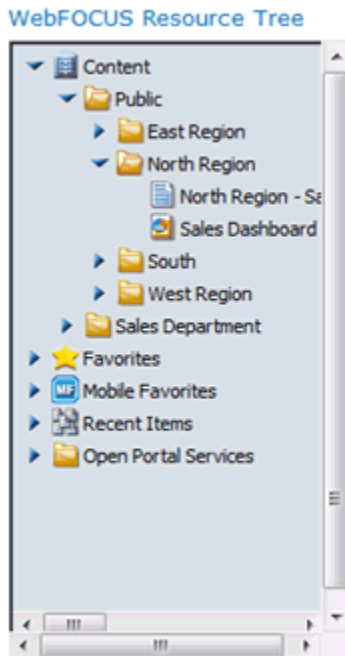 WebFOCUS Resource Tree
Content
Public
East Region
North Region
North Region - Sa
Sales Dashboard
South
West Region
Sales Department
Favorites
WF Mobile Favorites
Recent Items
Open Portal Services